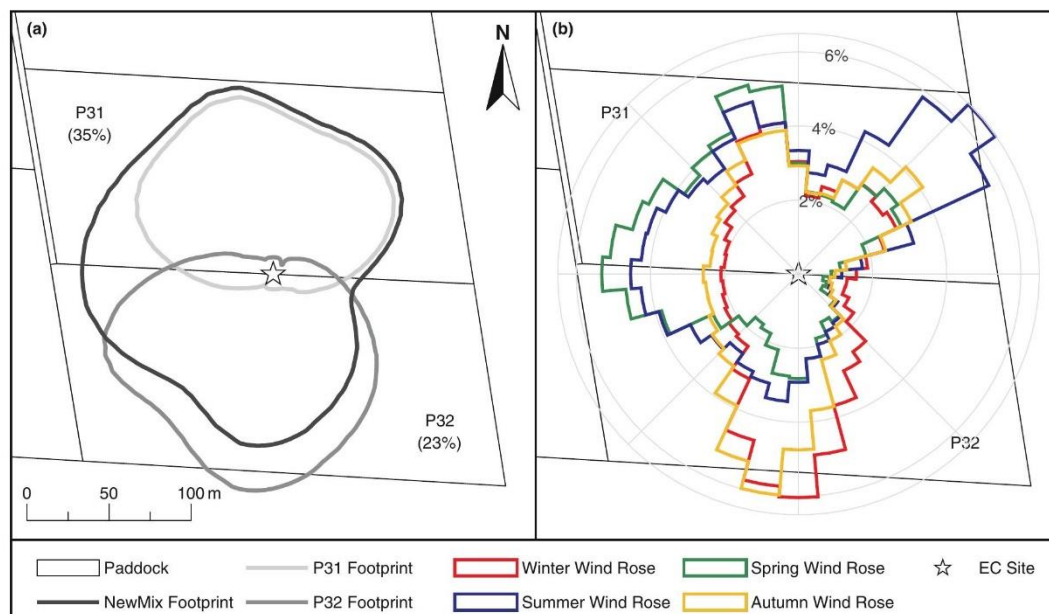 (a)
N
P31
(35%)
P32
(23%)
0 50 100 m
(b)
6%
4%
2%
P31
P32
Paddock
P31 Footprint
Winter Wind Rose
Spring Wind Rose
EC Site
NewMix Footprint
P32 Footprint
Summer Wind Rose
Autumn Wind Rose